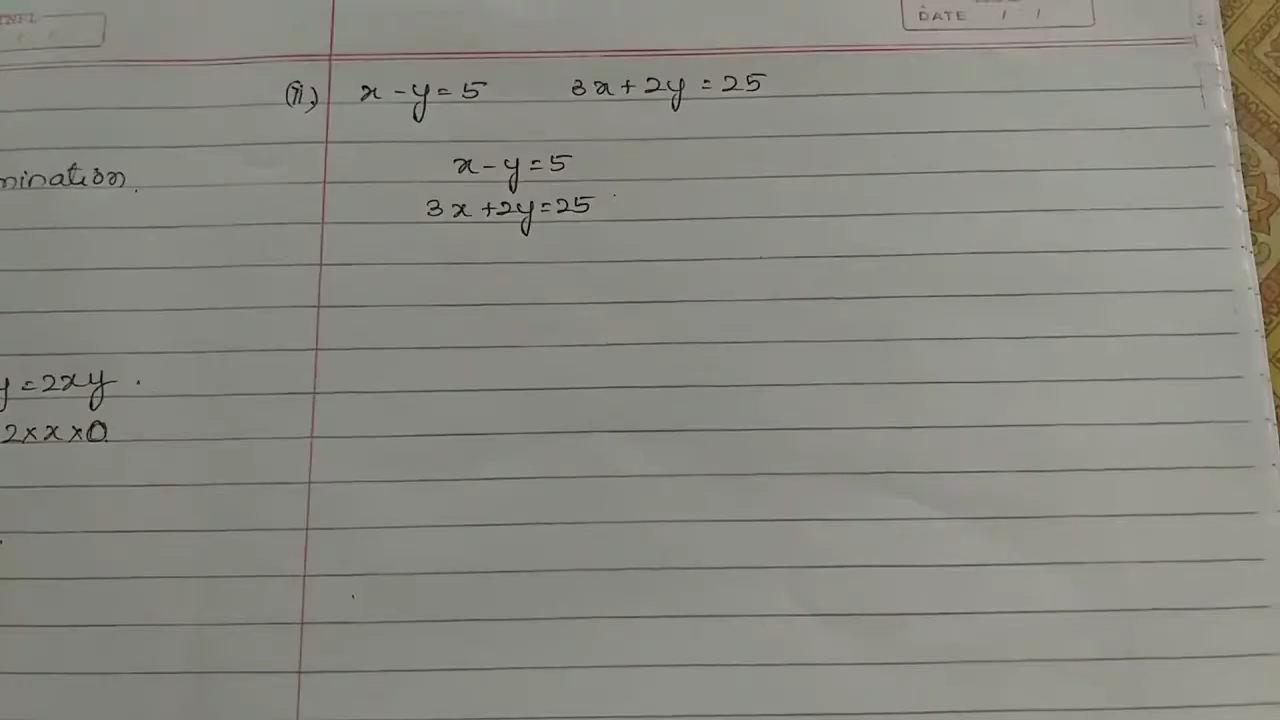 DATE / /
(ii) x - y = 5 3x + 2y = 25
x - y = 5
mination.
3x + 2y = 25
y = 2xy .
2 × x × 0